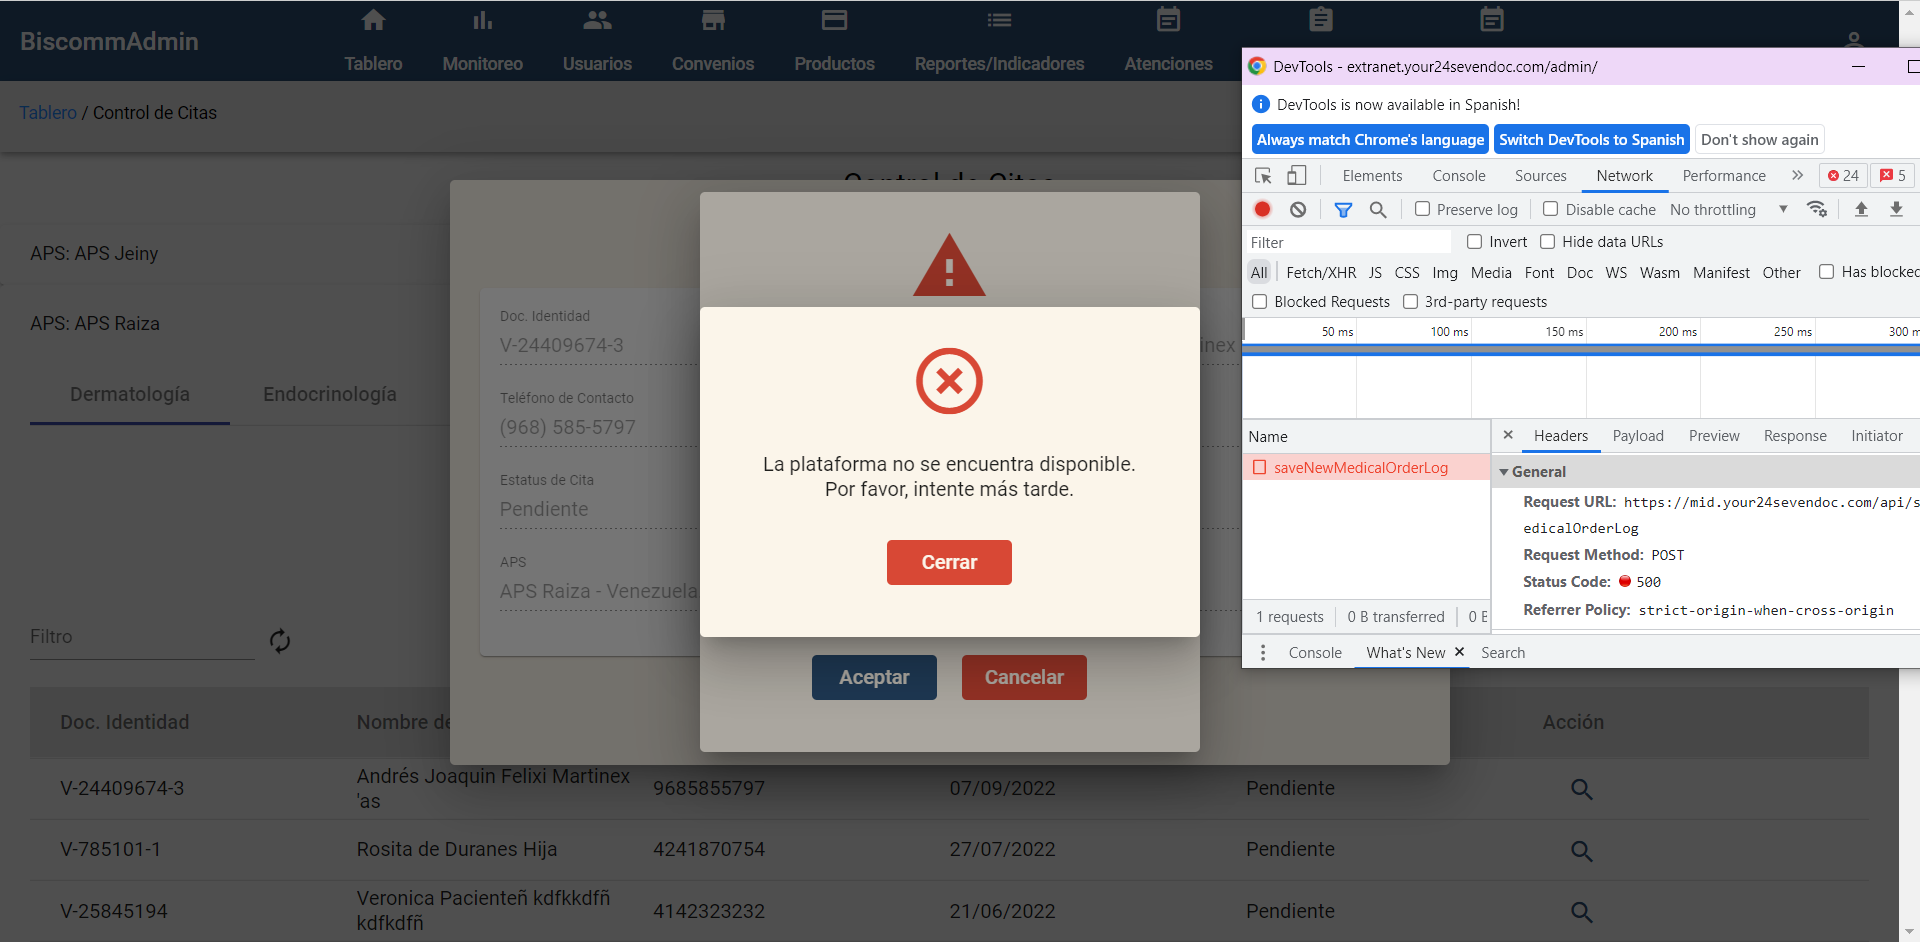 BiscommAdmin
Tablero
Monitoreo
Usuarios
Convenios
Productos
Reportes/Indicadores
Atenciones
Tablero / Control de Citas
Control de Citas
APS: APS Jeiny
APS: APS Raiza
Dermatología
Endocrinología
Doc. Identidad
V-24409674-3
Teléfono de Contacto
(968) 585-5797
Estatus de Cita
Pendiente
APS
APS Raiza - Venezuela
inex
La plataforma no se encuentra disponible.
Por favor, intente más tarde.
Cerrar
Aceptar
Cancelar
Filtro
Doc. Identidad
Nombre de
Acción
V-24409674-3
Andrés Joaquin Felixi Martinex
'as
9685855797
07/09/2022
Pendiente
V-785101-1
Rosita de Duranes Hija
4241870754
27/07/2022
Pendiente
V-25845194
Veronica Pacienteñ kdfkkdfñ
kdfkdfñ
4142323232
21/06/2022
Pendiente
DevTools - extranet.your24sevendoc.com/admin/
DevTools is now available in Spanish!
Always match Chrome's language
Switch DevTools to Spanish
Don't show again
Elements
Console
Sources
Network
Performance
24
5
Preserve log
Disable cache
No throttling
Filter
Invert
Hide data URLs
All
Fetch/XHR
JS
CSS
Img
Media
Font
Doc
WS
Wasm
Manifest
Other
Has blocked
Blocked Requests
3rd-party requests
50 ms
100 ms
150 ms
200 ms
250 ms
300 m
Name
saveNewMedicalOrderLog
1 requests
0 B transferred
0 B
Headers
Payload
Preview
Response
Initiator
General
Request URL: https://mid.your24sevendoc.com/api/s
edicalOrderLog
Request Method: POST
Status Code: 500
Referrer Policy: strict-origin-when-cross-origin
Console
What's New
Search